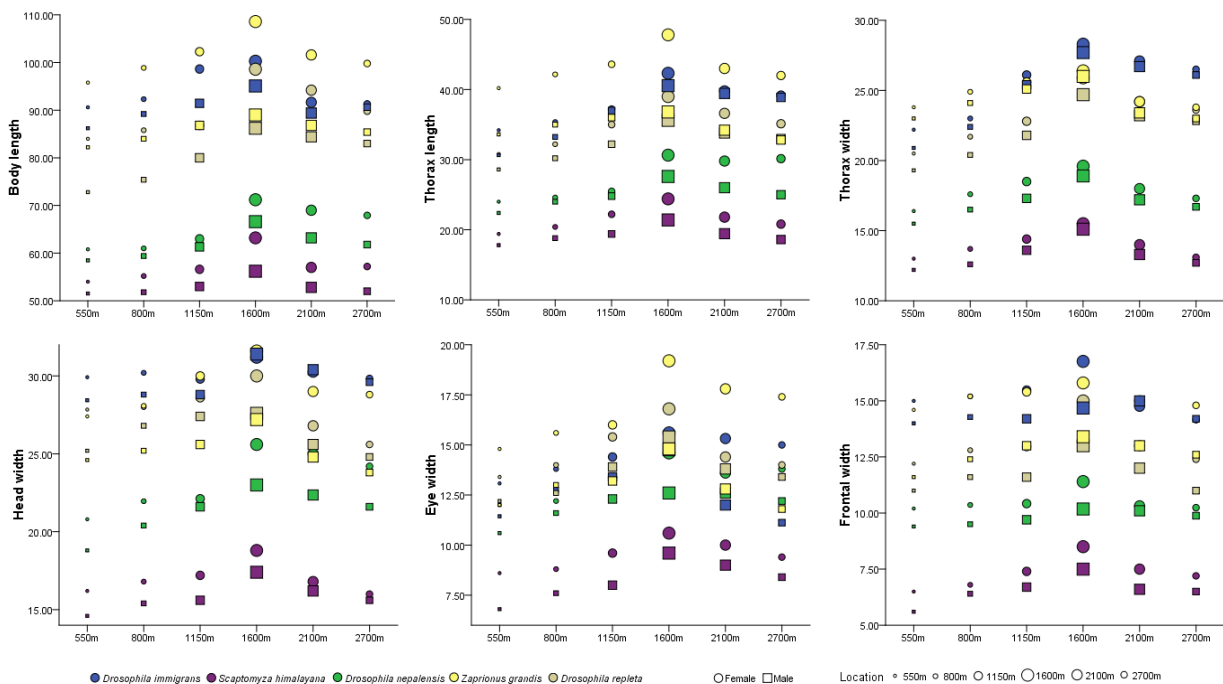 Body length
110.00
100.00
90.00
80.00
70.00
60.00
50.00
550m 800m 1150m 1600m 2100m 2700m
Thorax length
50.00
40.00
30.00
20.00
10.00
550m 800m 1150m 1600m 2100m 2700m
Thorax width
30.00
25.00
20.00
15.00
10.00
550m 800m 1150m 1600m 2100m 2700m
Head width
30.00
25.00
20.00
15.00
550m 800m 1150m 1600m 2100m 2700m
Eye width
20.00
17.50
15.00
12.50
10.00
7.50
550m 800m 1150m 1600m 2100m 2700m
Frontal width
17.50
15.00
12.50
10.00
7.50
5.00
550m 800m 1150m 1600m 2100m 2700m
Drosophila immigrans Scaptomyza himalayana Drosophila nepalensis Zaprionus grandis Drosophila repleta Female Male Location 550m 800m 1150m 1600m 2100m 2700m